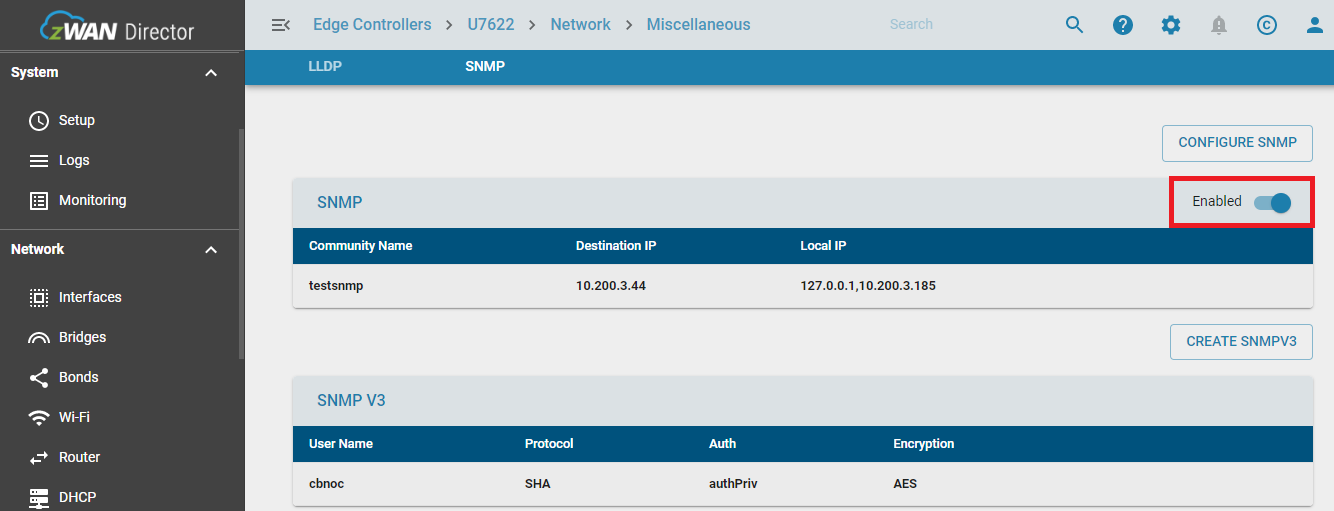 zWAN Director
System
Setup
Logs
Monitoring
Network
Interfaces
Bridges
Bonds
Wi-Fi
Router
DHCP
Edge Controllers > U7622 > Network > Miscellaneous
Search
LLDP SNMP
CONFIGURE SNMP
SNMP Enabled
Community Name Destination IP Local IP
testsnmp 10.200.3.44 127.0.0.1,10.200.3.185
CREATE SNMPV3
SNMP V3
User Name Protocol Auth Encryption
cbnoc SHA authPriv AES